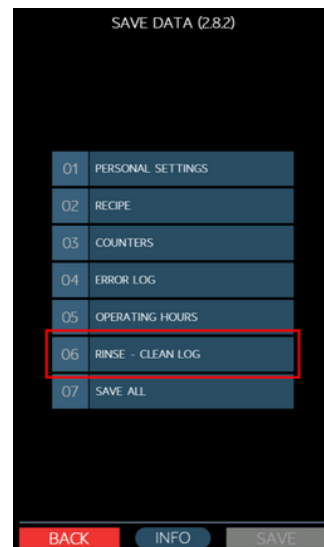 SAVE DATA (2.8.2)
01 PERSONAL SETTINGS
02 RECIPE
03 COUNTERS
04 ERROR LOG
05 OPERATING HOURS
06 RINSE - CLEAN LOG
07 SAVE ALL
BACK INFO SAVE